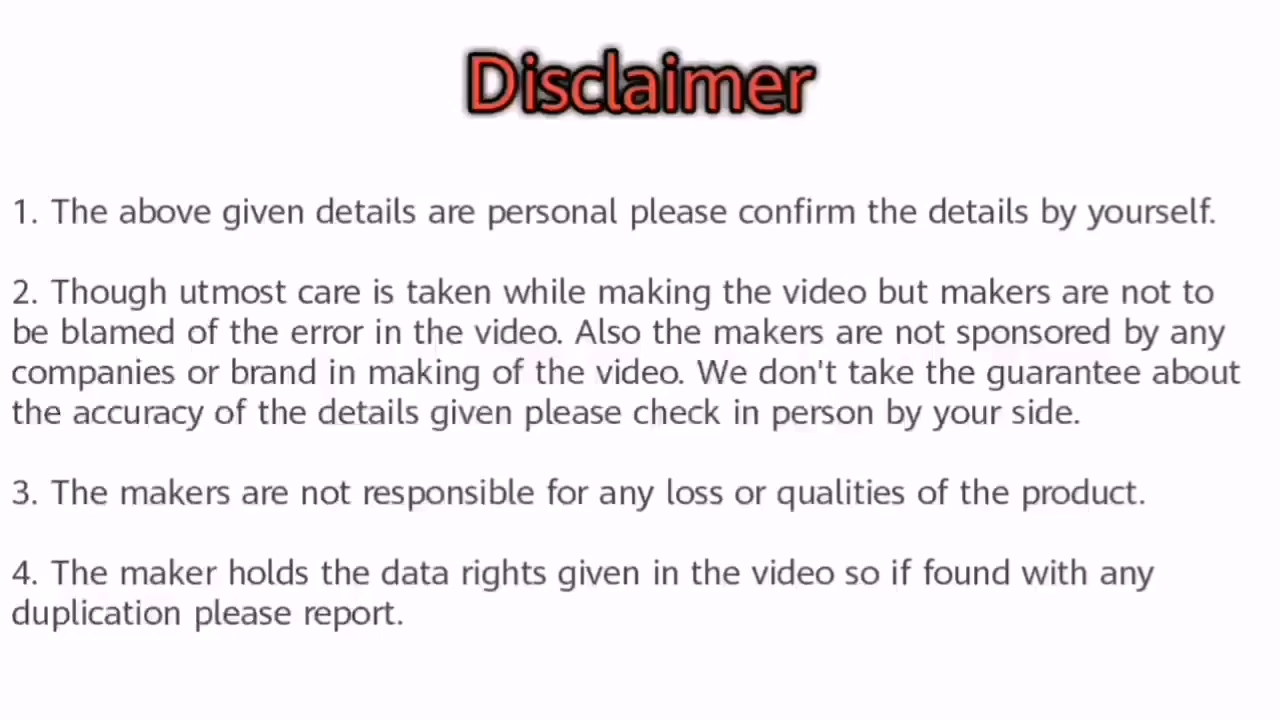 Disclaimer
1. The above given details are personal please confirm the details by yourself.
2. Though utmost care is taken while making the video but makers are not to
be blamed of the error in the video. Also the makers are not sponsored by any
companies or brand in making of the video. We don't take the guarantee about
the accuracy of the details given please check in person by your side.
3. The makers are not responsible for any loss or qualities of the product.
4. The maker holds the data rights given in the video so if found with any
duplication please report.